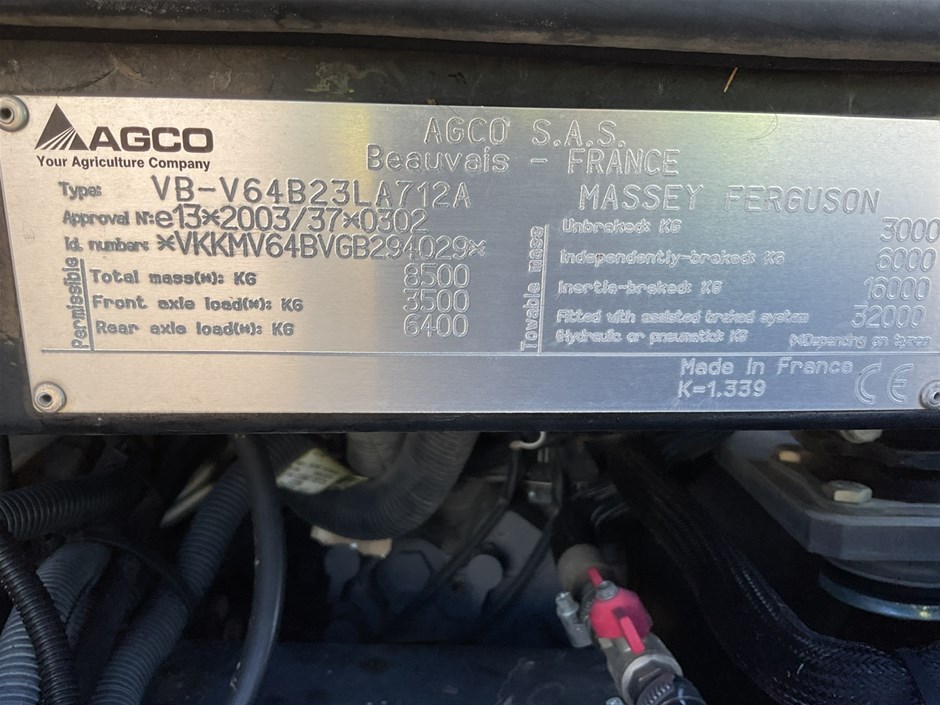 AGCO
Your Agriculture Company
AGCO S.A.S.
Beauvais - FRANCE
MASSEY FERGUSON
Type: VB-V64B23LA712A
Approval N: e13*2003/37*0302
Id. number: *VKKMV64BVGB294029*
Permissible
Total mass(*): KG 8500
Front axle load(*): KG 3500
Rear axle load(*): KG 6400
Towable mass
Unbraked: KG 3000
Independently-braked: KG 6000
Inertia-braked: KG 16000
Fitted with assisted braked system 32000
Hydraulic or pneumatic: KG
(*)Depending on tyres
Made in France
K=1.339
CE